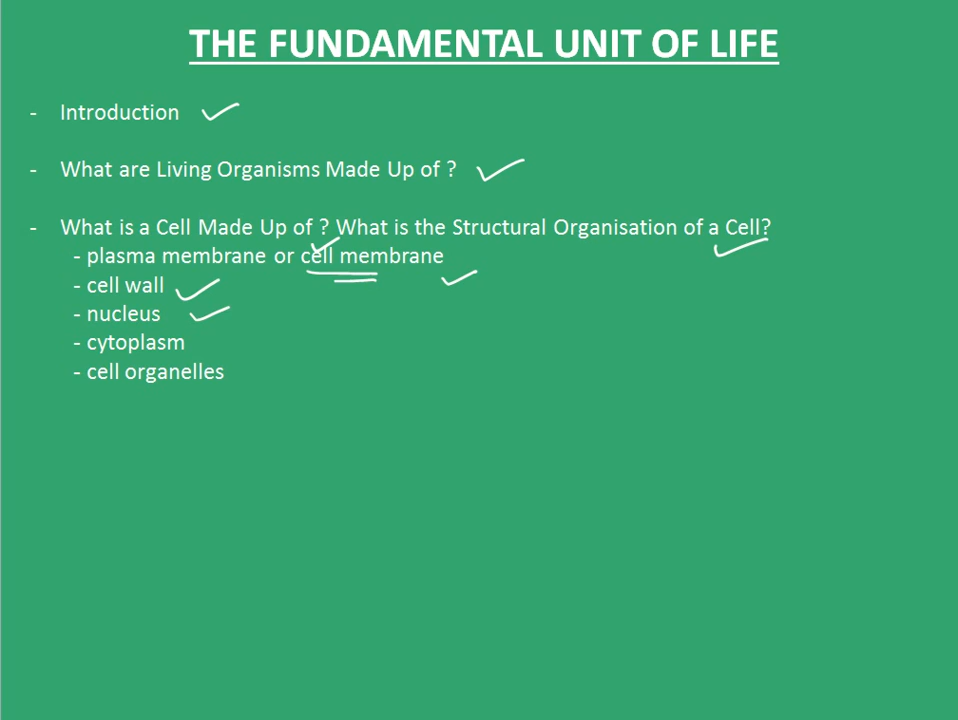 THE FUNDAMENTAL UNIT OF LIFE
- Introduction
- What are Living Organisms Made Up of ?
- What is a Cell Made Up of ? What is the Structural Organisation of a Cell?
- plasma membrane or cell membrane
- cell wall
- nucleus
- cytoplasm
- cell organelles